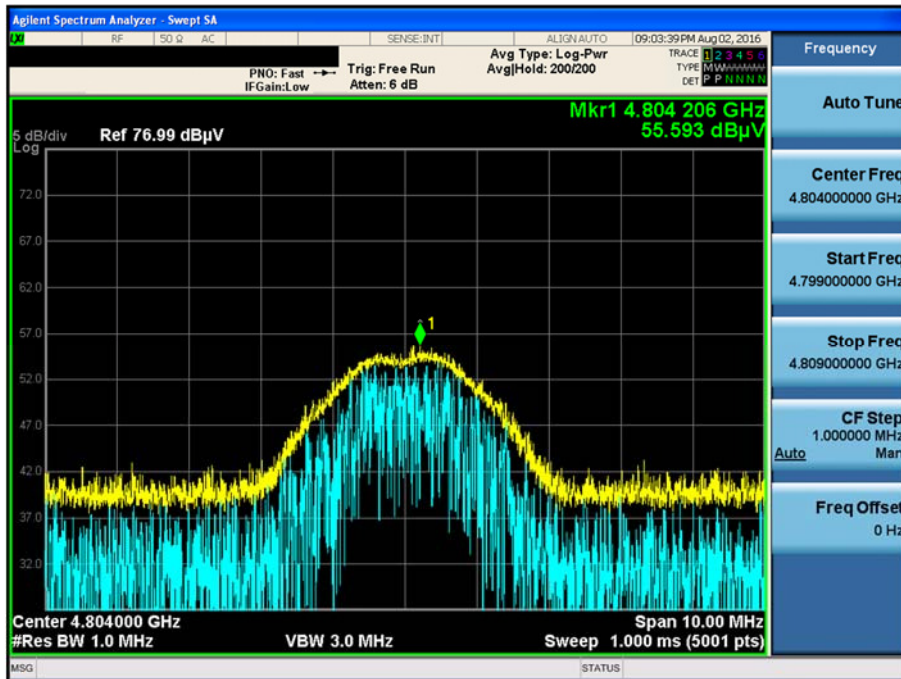 Agilent Spectrum Analyzer - Swept SA
LXI RF 50 Ω AC SENSE:INT ALIGN AUTO 09:03:39 PM Aug 02, 2016
PNO: Fast Trig: Free Run Avg Type: Log-Pwr TRACE 1 2 3 4 5 6
IFGain:Low Atten: 6 dB Avg|Hold: 200/200 TYPE M W W W W W
DET P P N N N N
Mkr1 4.804 206 GHz
55.593 dBµV
5 dB/div Ref 76.99 dBµV
Log
72.0
67.0
62.0
57.0
52.0
47.0
42.0
37.0
32.0
1
Center 4.804000 GHz Span 10.00 MHz
#Res BW 1.0 MHz VBW 3.0 MHz Sweep 1.000 ms (5001 pts)
MSG STATUS
Frequency
Auto Tune
Center Freq
4.804000000 GHz
Start Freq
4.799000000 GHz
Stop Freq
4.809000000 GHz
CF Step
1.000000 MHz
Auto Man
Freq Offset
0 Hz